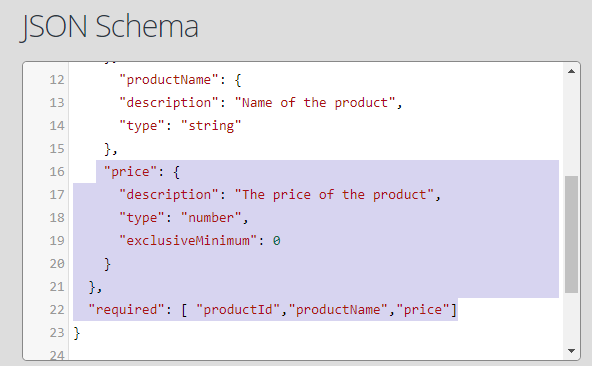 JSON Schema
12 "productName": {
13 "description": "Name of the product",
14 "type": "string"
15 },
16 "price": {
17 "description": "The price of the product",
18 "type": "number",
19 "exclusiveMinimum": 0
20 }
21 },
22 "required": [ "productId","productName","price"]
23 }
24